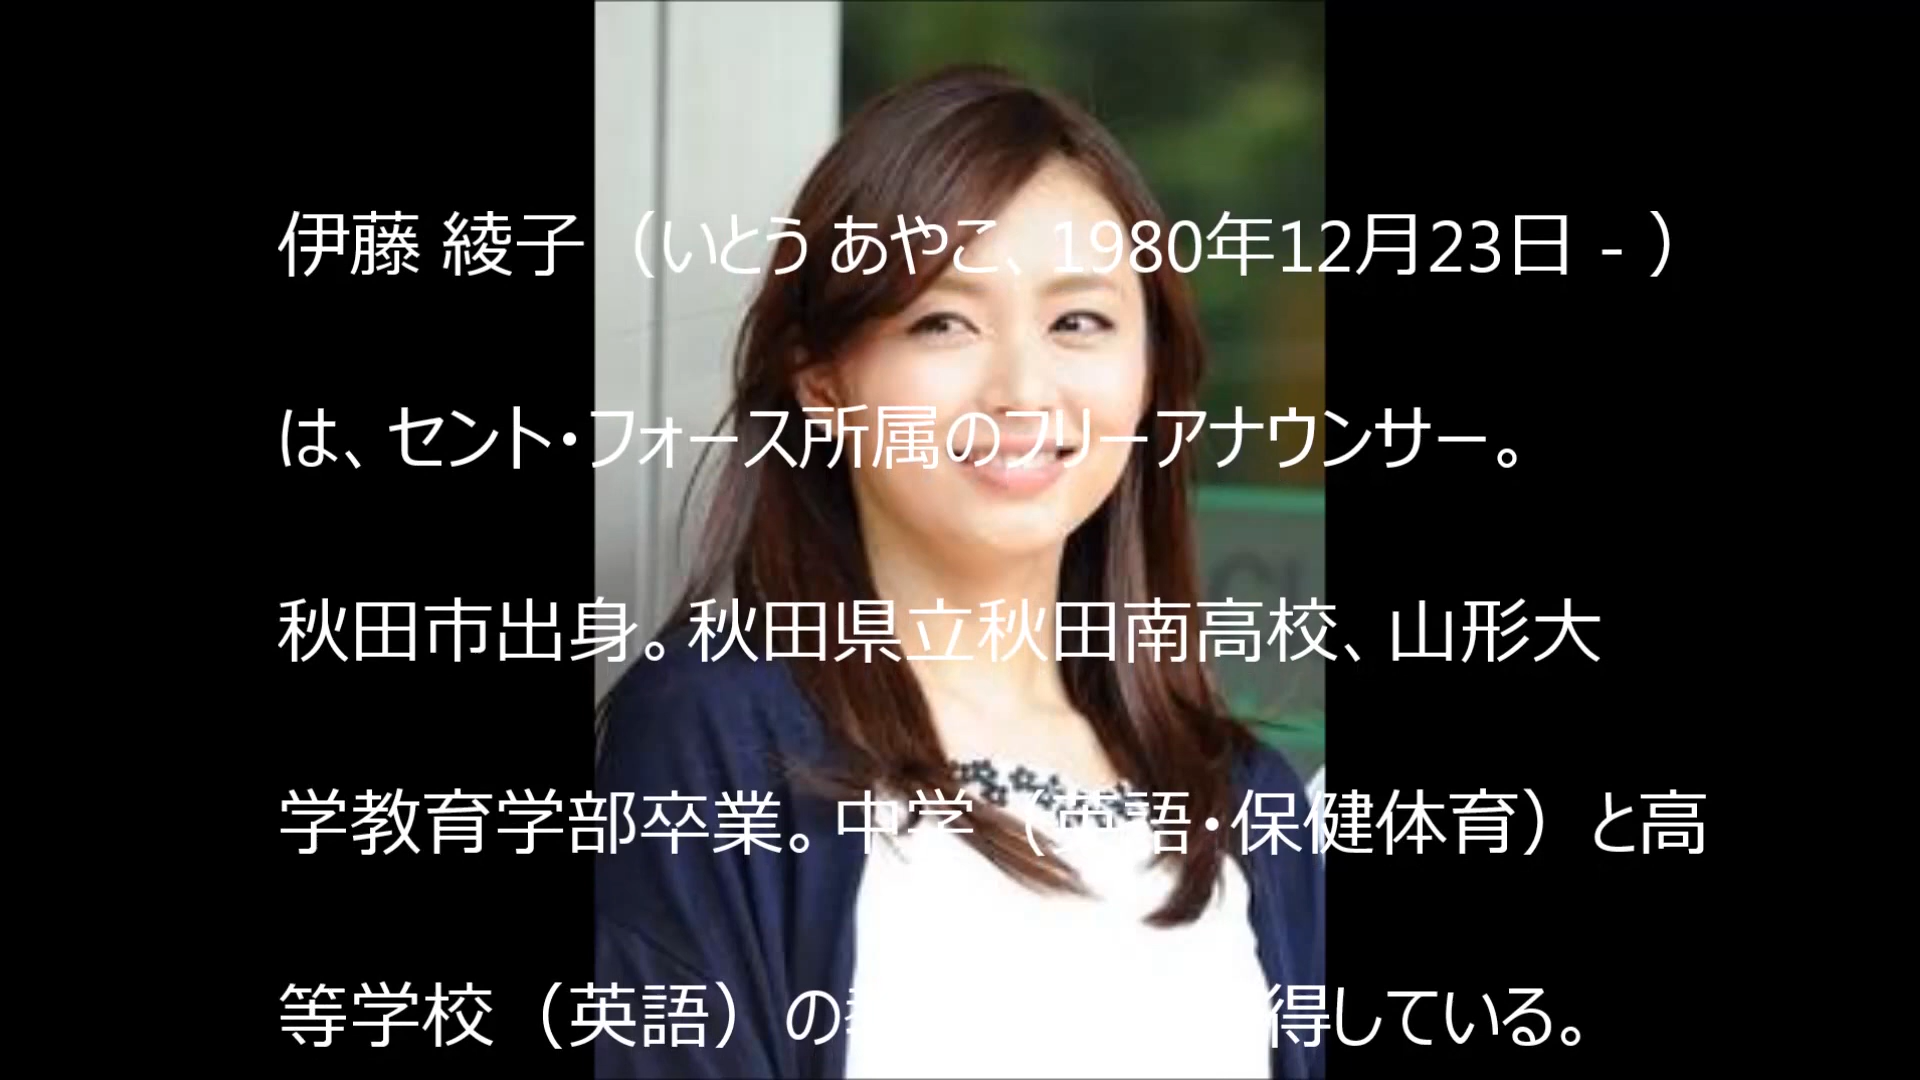 伊藤 綾子（いとう あやこ、1980年12月23日 - ）
は、セント・フォース所属のフリーアナウンサー。
秋田市出身。秋田県立秋田南高校、山形大
学教育学部卒業。中学（英語・保健体育）と高
等学校（英語）の 得している。